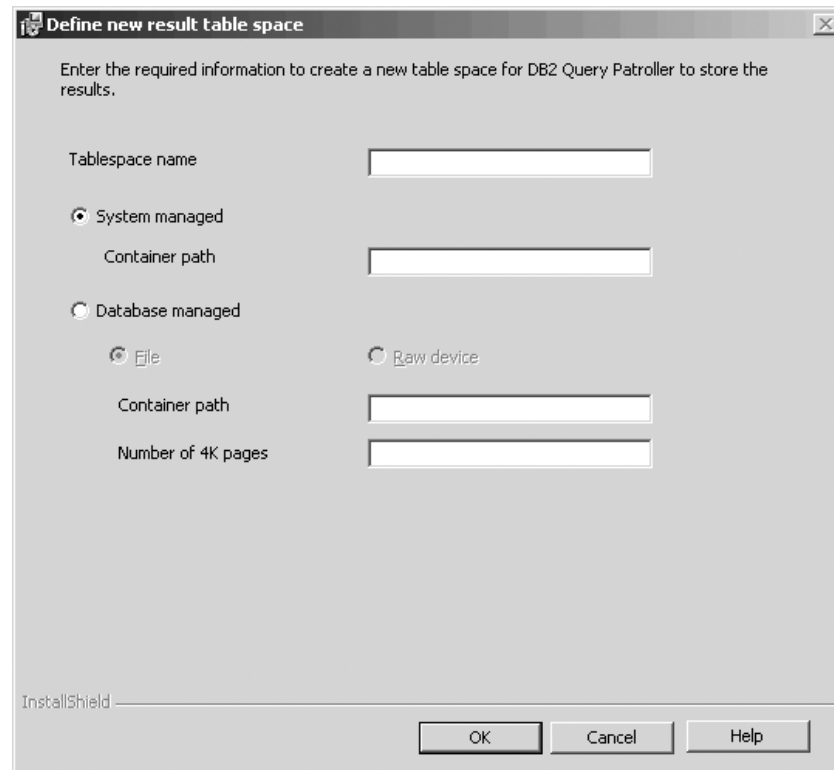 Define new result table space
Enter the required information to create a new table space for DB2 Query Patroller to store the
results.
Tablespace name
System managed
Container path
Database managed
File
Raw device
Container path
Number of 4K pages
InstallShield
OK
Cancel
Help